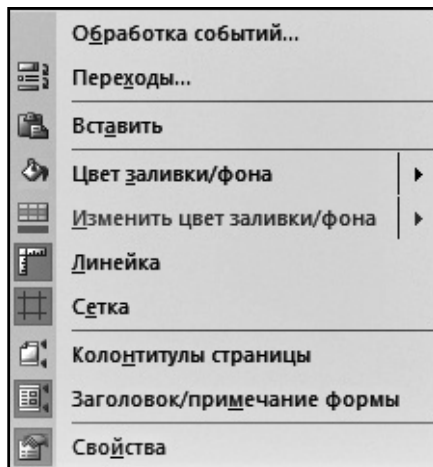 Обработка событий...
Переходы...
Вставить
Цвет заливки/фона
Изменить цвет заливки/фона
Линейка
Сетка
Колонтитулы страницы
Заголовок/примечание формы
Свойства